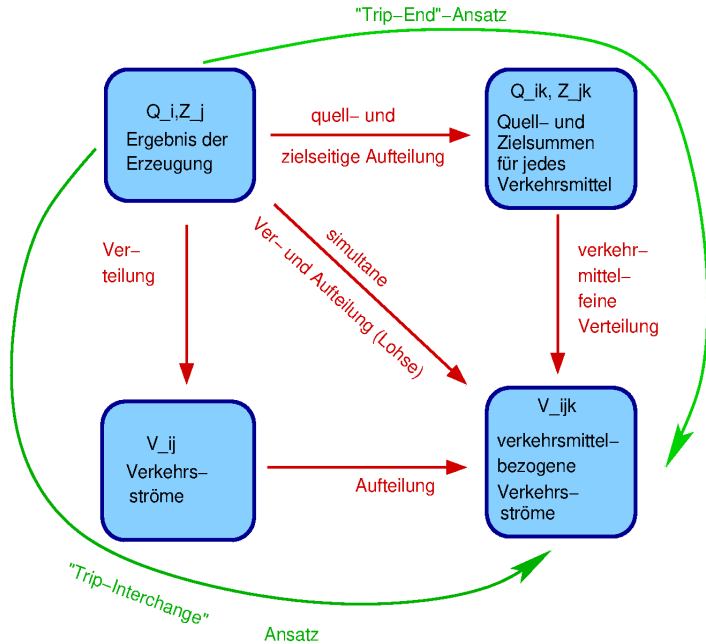 "Trip-End"-Ansatz
Q_i,Z_j
Ergebnis der
Erzeugung
quell- und
zielseitige Aufteilung
Q_ik, Z_jk
Quell- und
Zielsummen
für jedes
Verkehrsmittel
Ver-
teilung
simultane
Ver- und Aufteilung (Lohse)
verkehr-
mittel-
feine
Verteilung
V_ij
Verkehrs-
ströme
Aufteilung
V_ijk
verkehrsmittel-
bezogene
Verkehrs-
ströme
"Trip-Interchange"
Ansatz